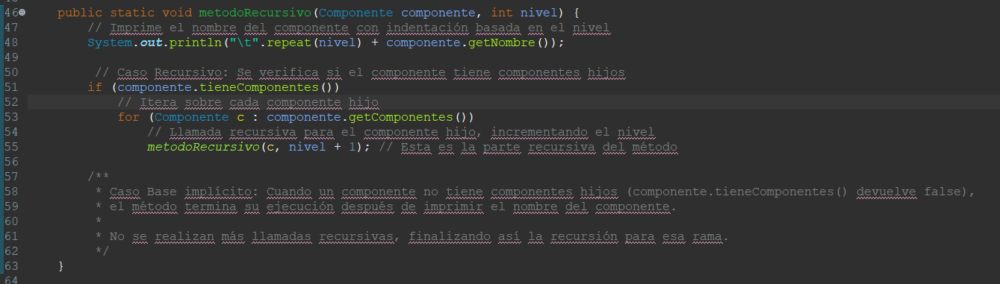 46 public static void metodoRecursivo(Componente componente, int nivel) {
47 // Imprime el nombre del componente con indentación basada en el nivel
48 System.out.println("\t".repeat(nivel) + componente.getNombre());
49
50 // Caso Recursivo: Se verifica si el componente tiene componentes hijos
51 if (componente.tieneComponentes())
52 // Itera sobre cada componente hijo
53 for (Componente c : componente.getComponentes())
54 // Llamada recursiva para el componente hijo, incrementando el nivel
55 metodoRecursivo(c, nivel + 1); // Esta es la parte recursiva del método
56
57 /**
58 * Caso Base implícito: Cuando un componente no tiene componentes hijos (componente.tieneComponentes() devuelve false),
59 * el método termina su ejecución después de imprimir el nombre del componente.
60 *
61 * No se realizan más llamadas recursivas, finalizando así la recursión para esa rama.
62 */
63 }
64